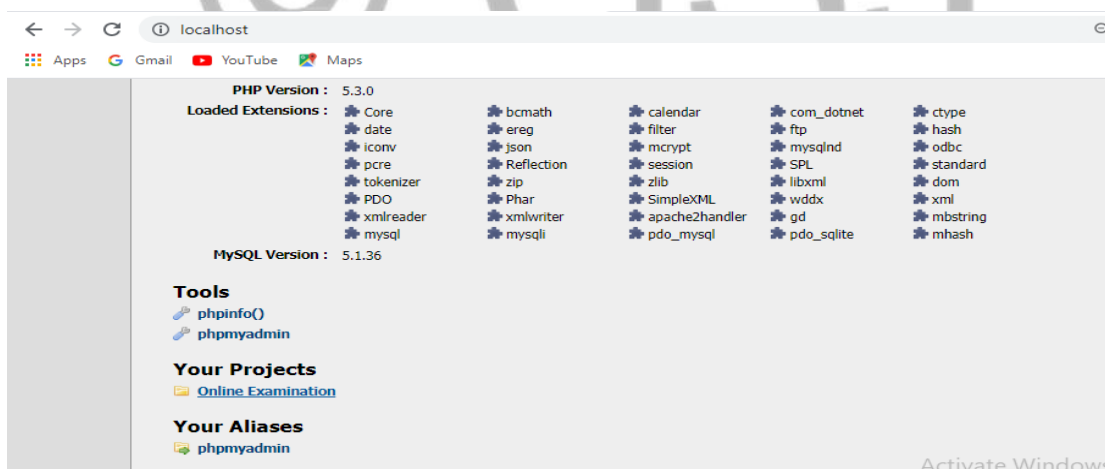 localhost
Apps Gmail YouTube Maps
PHP Version : 5.3.0
Loaded Extensions : Core bcmath calendar com_dotnet ctype
date ereg filter ftp hash
iconv json mcrypt mysqlnd odbc
pcre Reflection session SPL standard
tokenizer zip zlib libxml dom
PDO Phar SimpleXML wddx xml
xmlreader xmlwriter apache2handler gd mbstring
mysql mysqli pdo_mysql pdo_sqlite mhash
MySQL Version : 5.1.36
Tools
phpinfo()
phpmyadmin
Your Projects
Online Examination
Your Aliases
phpmyadmin
Activate Windows